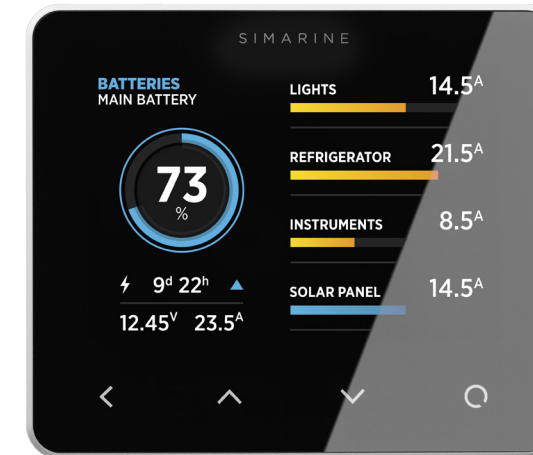 SIMARINE
BATTERIES
MAIN BATTERY
73
%
9d 22h
12.45V 23.5A
LIGHTS 14.5A
REFRIGERATOR 21.5A
INSTRUMENTS 8.5A
SOLAR PANEL 14.5A